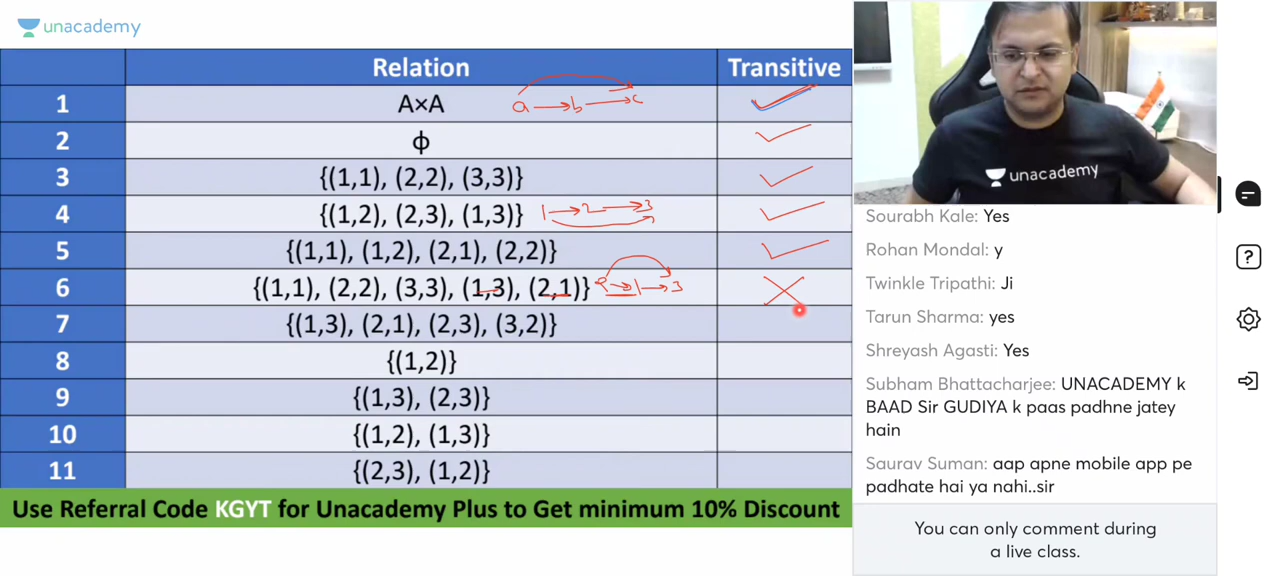 unacademy
Relation Transitive
1 A×A a b c
2 ϕ
3 {(1,1), (2,2), (3,3)}
4 {(1,2), (2,3), (1,3)} 1 2 3
5 {(1,1), (1,2), (2,1), (2,2)}
6 {(1,1), (2,2), (3,3), (1,3), (2,1)} 2 1 3
7 {(1,3), (2,1), (2,3), (3,2)}
8 {(1,2)}
9 {(1,3), (2,3)}
10 {(1,2), (1,3)}
11 {(2,3), (1,2)}
Use Referral Code KGYT for Unacademy Plus to Get minimum 10% Discount
unacademy
Sourabh Kale: Yes
Rohan Mondal: y
Twinkle Tripathi: Ji
Tarun Sharma: yes
Shreyash Agasti: Yes
Subham Bhattacharjee: UNACADEMY k
BAAD Sir GUDIYA k paas padhne jatey
hain
Saurav Suman: aap apne mobile app pe
padhate hai ya nahi..sir
You can only comment during
a live class.
?